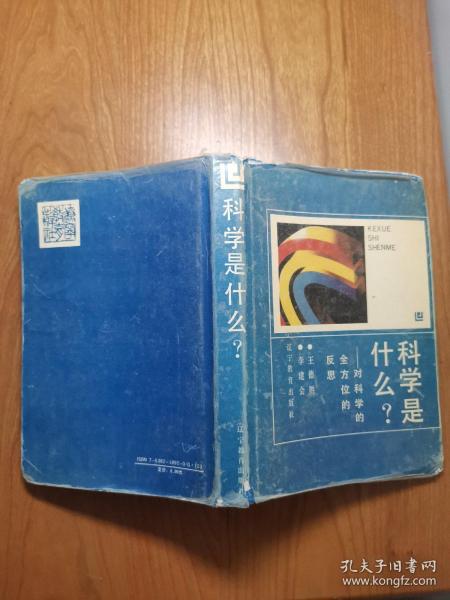 KEXUE
SHI
SHENME
科学是
什么?
——对科学的
全方位的
反思
●王德胜
●李建会
辽宁教育出版社
科学是什么?
辽宁教育出版社
孔夫子旧书网
www.kongfz.com